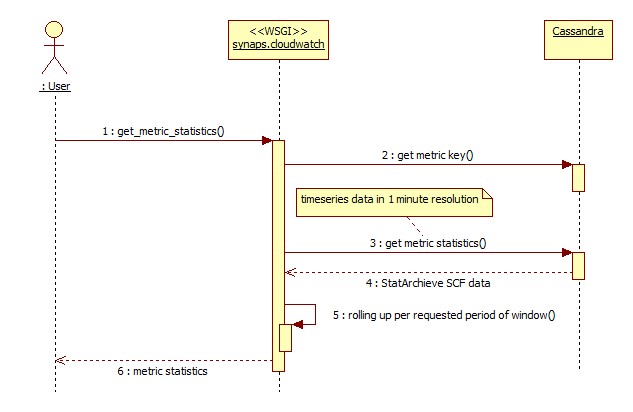 <<WSGI>>
synaps.cloudwatch
Cassandra
: User
1 : get_metric_statistics()
2 : get metric key()
timeseries data in 1 minute resolution
3 : get metric statistics()
4 : StatArchieve SCF data
5 : rolling up per requested period of window()
6 : metric statistics